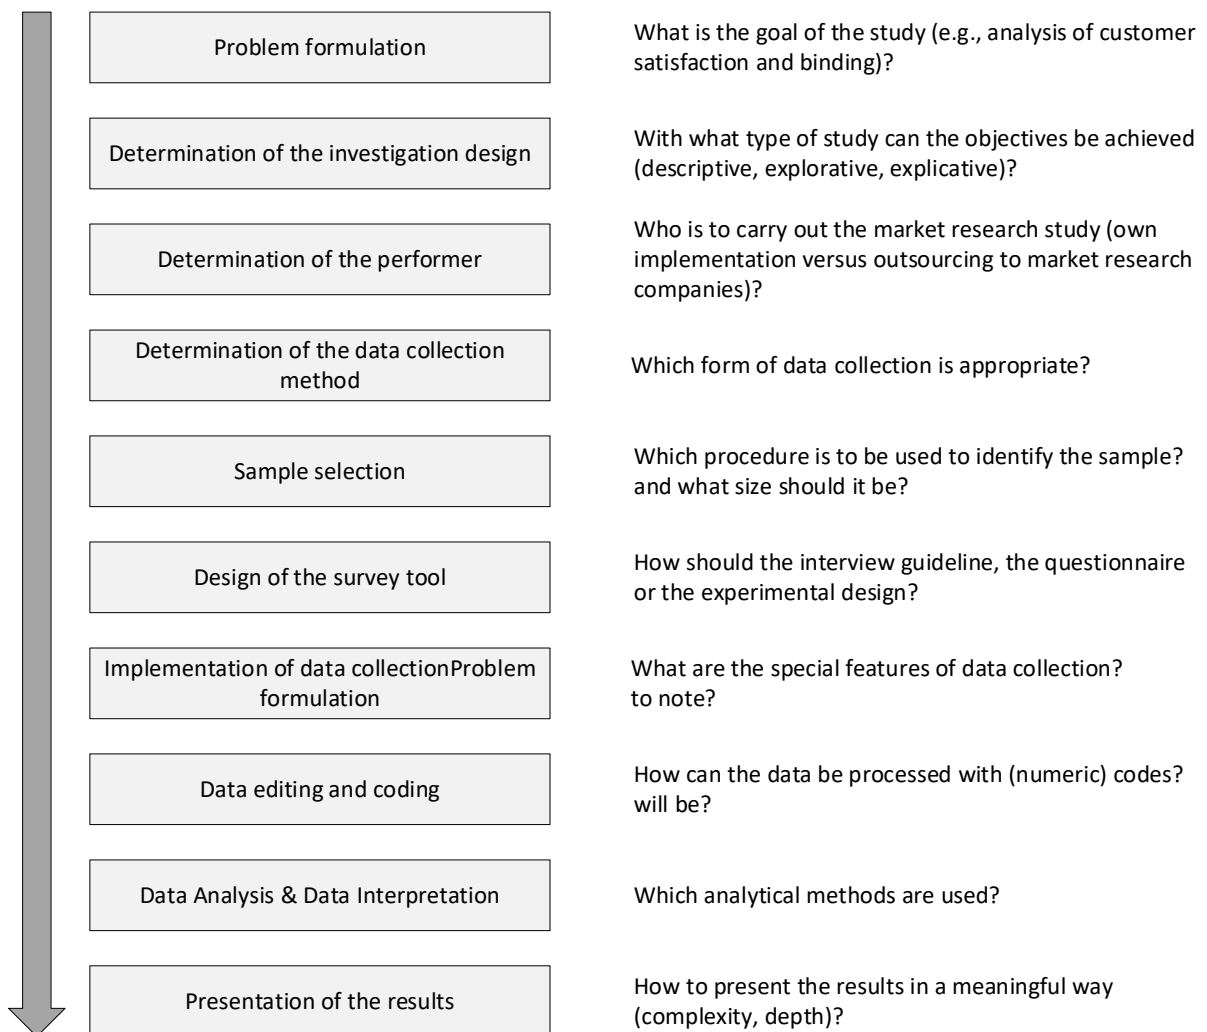 Problem formulation
What is the goal of the study (e.g., analysis of customer
satisfaction and binding)?
Determination of the investigation design
With what type of study can the objectives be achieved
(descriptive, explorative, explicative)?
Determination of the performer
Who is to carry out the market research study (own
implementation versus outsourcing to market research
companies)?
Determination of the data collection
method
Which form of data collection is appropriate?
Sample selection
Which procedure is to be used to identify the sample?
and what size should it be?
Design of the survey tool
How should the interview guideline, the questionnaire
or the experimental design?
Implementation of data collectionProblem
formulation
What are the special features of data collection?
to note?
Data editing and coding
How can the data be processed with (numeric) codes?
will be?
Data Analysis & Data Interpretation
Which analytical methods are used?
Presentation of the results
How to present the results in a meaningful way
(complexity, depth)?